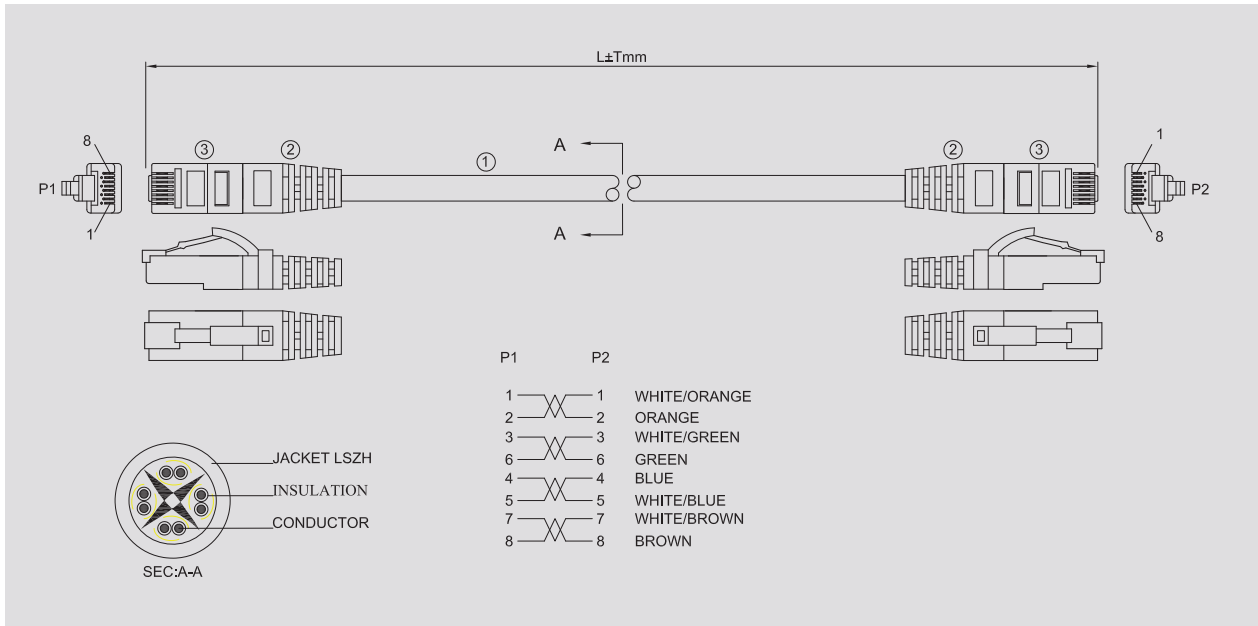 L±Tmm
8 ③ ② ① A ② ③ 1
P1 P2
1 A 8
P1 P2
1 1 WHITE/ORANGE
2 2 ORANGE
3 3 WHITE/GREEN
6 6 GREEN
4 4 BLUE
5 5 WHITE/BLUE
7 7 WHITE/BROWN
8 8 BROWN
JACKET LSZH
INSULATION
CONDUCTOR
SEC:A-A